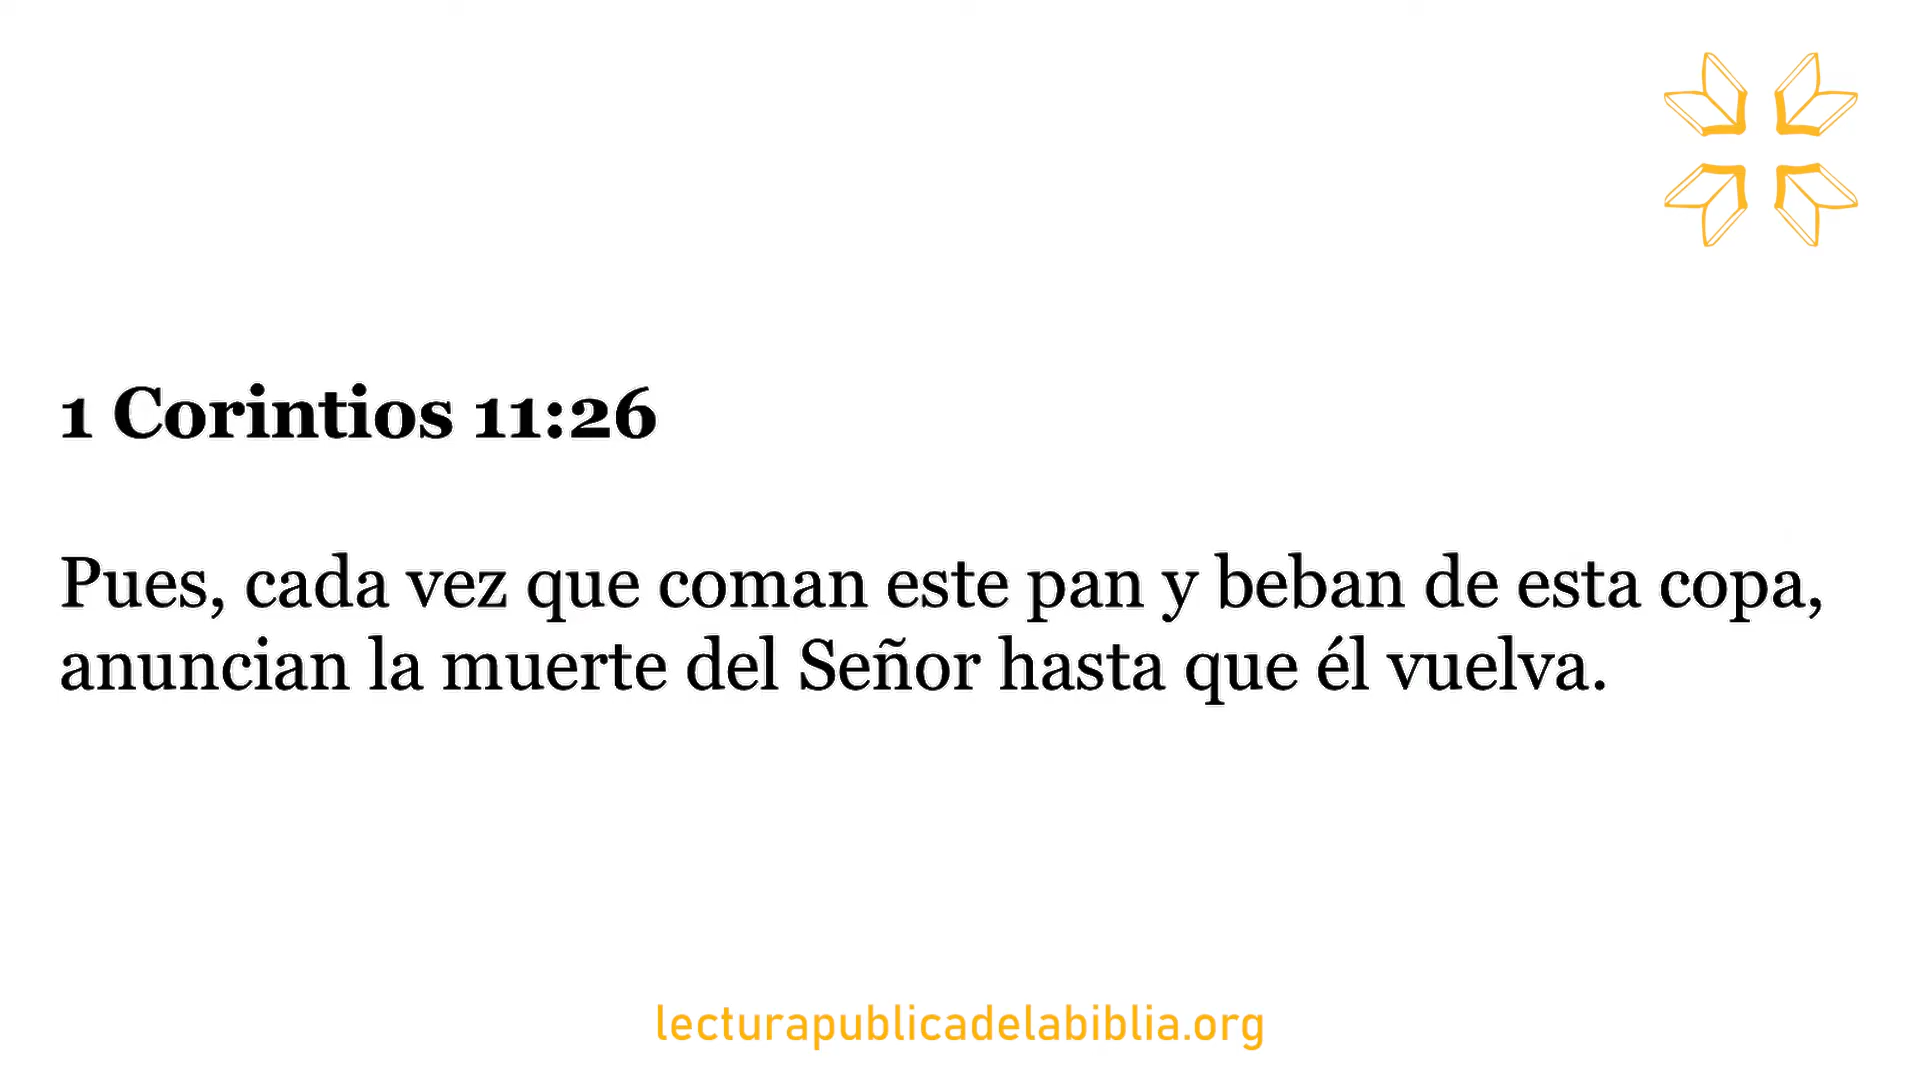 1 Corintios 11:26
Pues, cada vez que coman este pan y beban de esta copa,
anuncian la muerte del Señor hasta que él vuelva.
lecturapublicadelabiblia.org